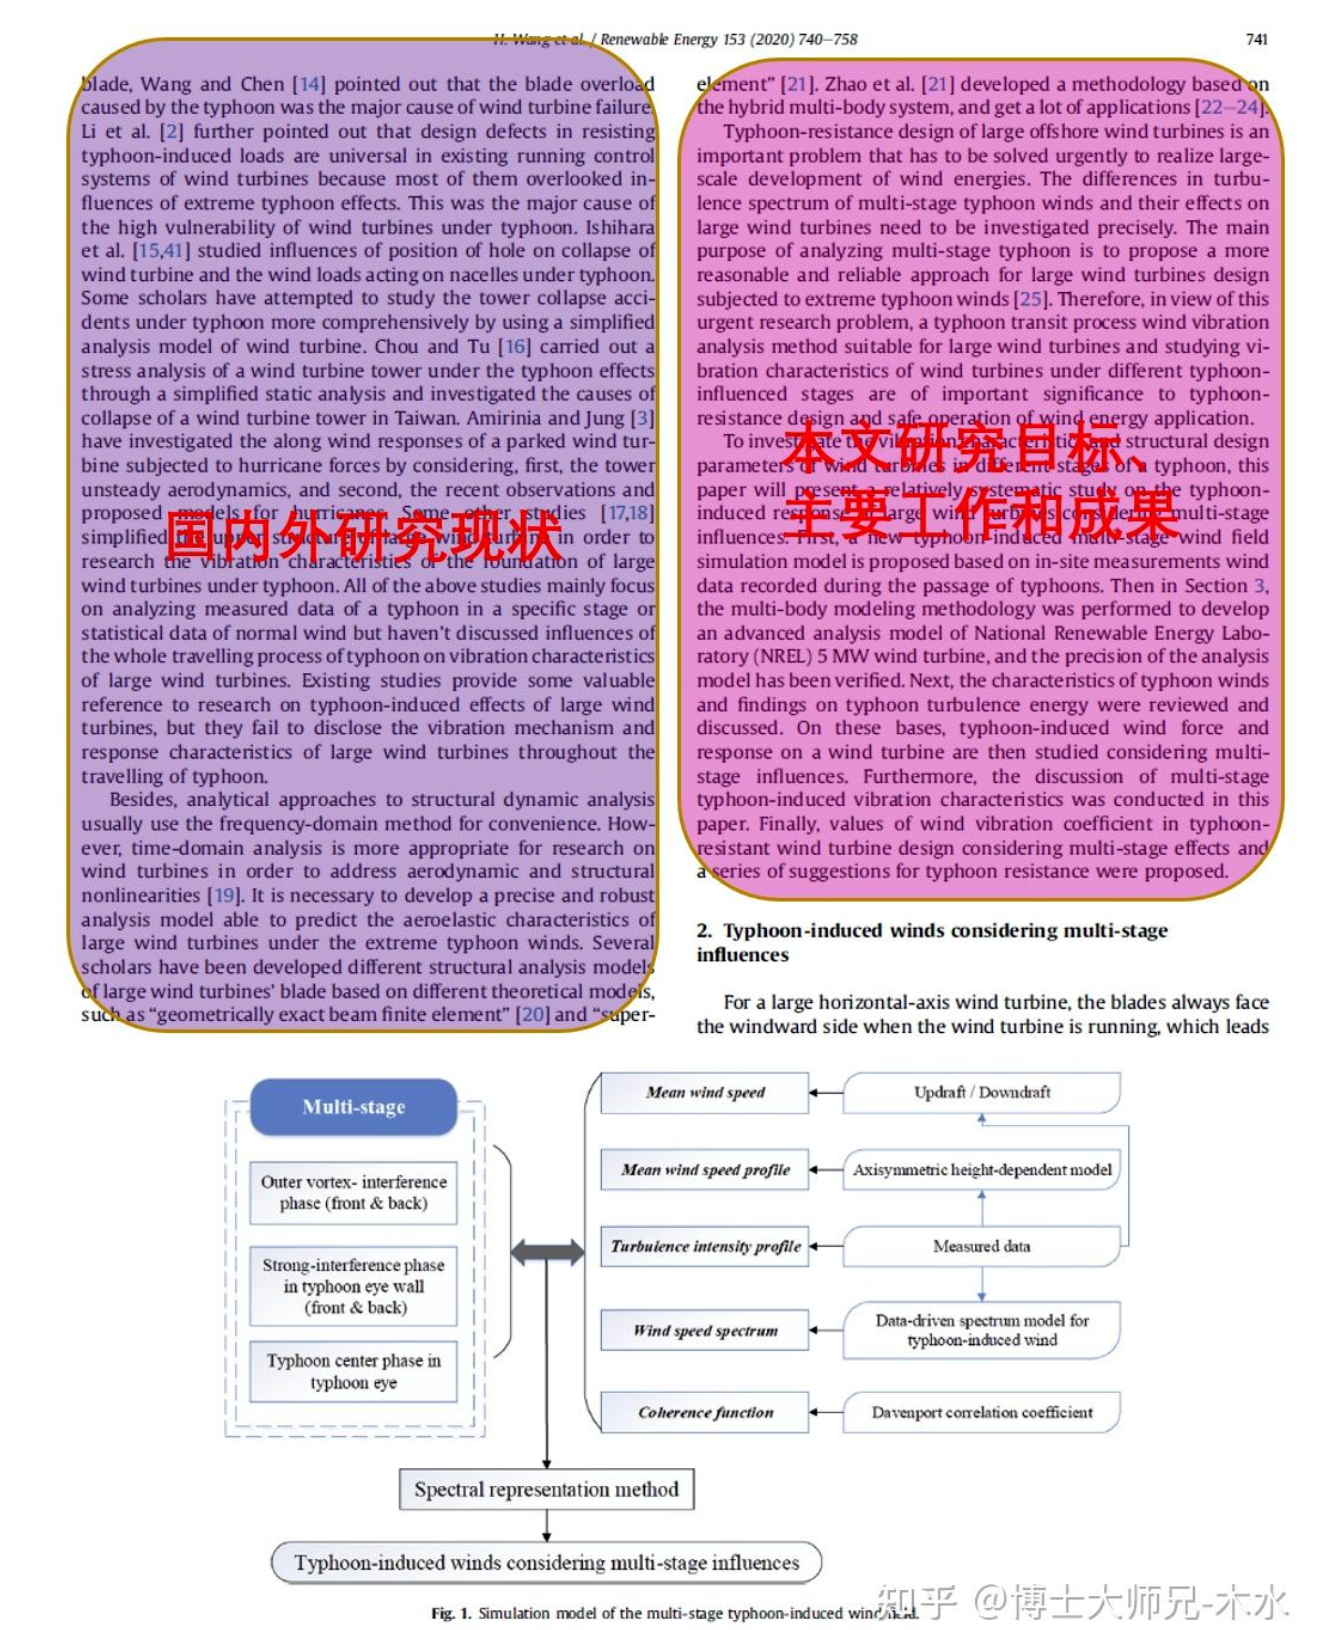 H. Wang et al. / Renewable Energy 153 (2020) 740–758
741
blade, Wang and Chen [14] pointed out that the blade overload
caused by the typhoon was the major cause of wind turbine failure.
Li et al. [2] further pointed out that design defects in resisting
typhoon-induced loads are universal in existing running control
systems of wind turbines because most of them overlooked in-
fluences of extreme typhoon effects. This was the major cause of
the high vulnerability of wind turbines under typhoon. Ishihara
et al. [15,41] studied influences of position of hole on collapse of
wind turbine and the wind loads acting on nacelles under typhoon.
Some scholars have attempted to study the tower collapse acci-
dents under typhoon more comprehensively by using a simplified
analysis model of wind turbine. Chou and Tu [16] carried out a
stress analysis of a wind turbine tower under the typhoon effects
through a simplified static analysis and investigated the causes of
collapse of a wind turbine tower in Taiwan. Amirinia and Jung [3]
have investigated the along wind responses of a parked wind tur-
bine subjected to hurricane forces by considering, first, the tower
unsteady aerodynamics, and second, the recent observations and
proposed models for hurricanes. Some other studies [17,18]
国内外研究现状
simplified the upper structure of large wind turbine in order to
research the vibration characteristics of the foundation of large
wind turbines under typhoon. All of the above studies mainly focus
on analyzing measured data of a typhoon in a specific stage or
statistical data of normal wind but haven't discussed influences of
the whole travelling process of typhoon on vibration characteristics
of large wind turbines. Existing studies provide some valuable
reference to research on typhoon-induced effects of large wind
turbines, but they fail to disclose the vibration mechanism and
response characteristics of large wind turbines throughout the
travelling of typhoon.
Besides, analytical approaches to structural dynamic analysis
usually use the frequency-domain method for convenience. How-
ever, time-domain analysis is more appropriate for research on
wind turbines in order to address aerodynamic and structural
nonlinearities [19]. It is necessary to develop a precise and robust
analysis model able to predict the aeroelastic characteristics of
large wind turbines under the extreme typhoon winds. Several
scholars have been developed different structural analysis models
of large wind turbines' blade based on different theoretical models,
such as “geometrically exact beam finite element” [20] and “super-
element” [21]. Zhao et al. [21] developed a methodology based on
the hybrid multi-body system, and get a lot of applications [22–24].
Typhoon-resistance design of large offshore wind turbines is an
important problem that has to be solved urgently to realize large-
scale development of wind energies. The differences in turbu-
lence spectrum of multi-stage typhoon winds and their effects on
large wind turbines need to be investigated precisely. The main
purpose of analyzing multi-stage typhoon is to propose a more
reasonable and reliable approach for large wind turbines design
subjected to extreme typhoon winds [25]. Therefore, in view of this
urgent research problem, a typhoon transit process wind vibration
analysis method suitable for large wind turbines and studying vi-
bration characteristics of wind turbines under different typhoon-
influenced stages are of important significance to typhoon-
resistance design and safe operation of wind energy application.
本文研究目标、
主要工作和成果
To investigate the vibration characteristic and structural design
parameters of wind turbines in different stages of a typhoon, this
paper will present a relatively systematic study on the typhoon-
induced response of large wind turbines considering multi-stage
influences. First, a new typhoon-induced multi-stage wind field
simulation model is proposed based on in-site measurements wind
data recorded during the passage of typhoons. Then in Section 3,
the multi-body modeling methodology was performed to develop
an advanced analysis model of National Renewable Energy Labo-
ratory (NREL) 5 MW wind turbine, and the precision of the analysis
model has been verified. Next, the characteristics of typhoon winds
and findings on typhoon turbulence energy were reviewed and
discussed. On these bases, typhoon-induced wind force and
response on a wind turbine are then studied considering multi-
stage influences. Furthermore, the discussion of multi-stage
typhoon-induced vibration characteristics was conducted in this
paper. Finally, values of wind vibration coefficient in typhoon-
resistant wind turbine design considering multi-stage effects and
a series of suggestions for typhoon resistance were proposed.
2. Typhoon-induced winds considering multi-stage
influences
For a large horizontal-axis wind turbine, the blades always face
the windward side when the wind turbine is running, which leads
Multi-stage
Outer vortex- interference
phase (front & back)
Strong-interference phase
in typhoon eye wall
(front & back)
Typhoon center phase in
typhoon eye
Mean wind speed
Updraft / Downdraft
Mean wind speed profile
Axisymmetric height-dependent model
Turbulence intensity profile
Measured data
Wind speed spectrum
Data-driven spectrum model for
typhoon-induced wind
Coherence function
Davenport correlation coefficient
Spectral representation method
Typhoon-induced winds considering multi-stage influences
Fig. 1. Simulation model of the multi-stage typhoon-induced wind field.
知乎 @博士大师兄-木水